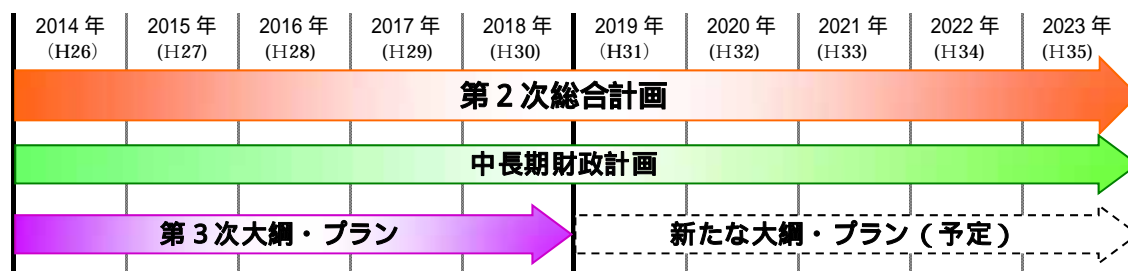 2014年 2015年 2016年 2017年 2018年 2019年 2020年 2021年 2022年 2023年
(H26) (H27) (H28) (H29) (H30) (H31) (H32) (H33) (H34) (H35)
第2次総合計画
中長期財政計画
第3次大綱・プラン 新たな大綱・プラン(予定)